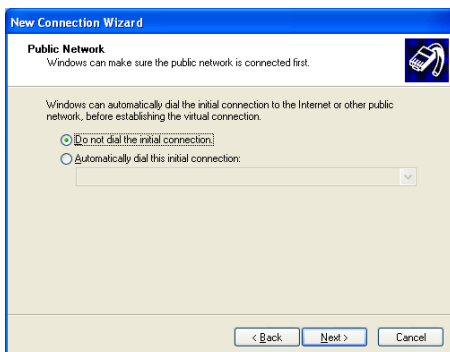 New Connection Wizard
Public Network
Windows can make sure the public network is connected first.
Windows can automatically dial the initial connection to the Internet or other public
network, before establishing the virtual connection.
Do not dial the initial connection.
Automatically dial this initial connection:
< Back Next > Cancel